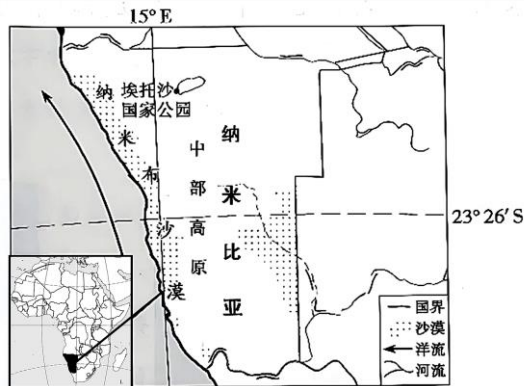 15° E
纳 埃托沙
国家公园
米
布
沙
漠
中
部
高
原
纳
米
比
亚
23° 26′ S
国界
沙漠
洋流
河流